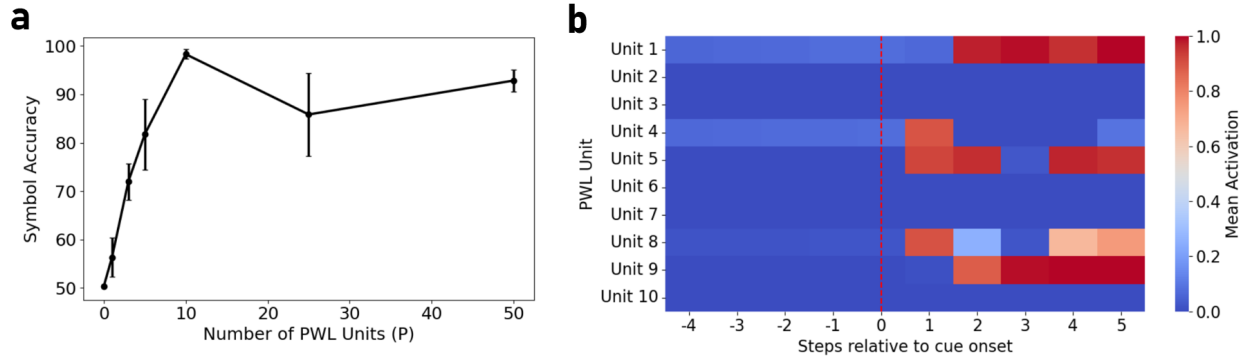 a
100
90
80
70
60
50
Symbol Accuracy
0
10
20
30
40
50
Number of PWL Units (P)
b
Unit 1
Unit 2
Unit 3
Unit 4
Unit 5
Unit 6
Unit 7
Unit 8
Unit 9
Unit 10
PWL Unit
-4
-3
-2
-1
0
1
2
3
4
5
Steps relative to cue onset
1.0
0.8
0.6
0.4
0.2
0.0
Mean Activation